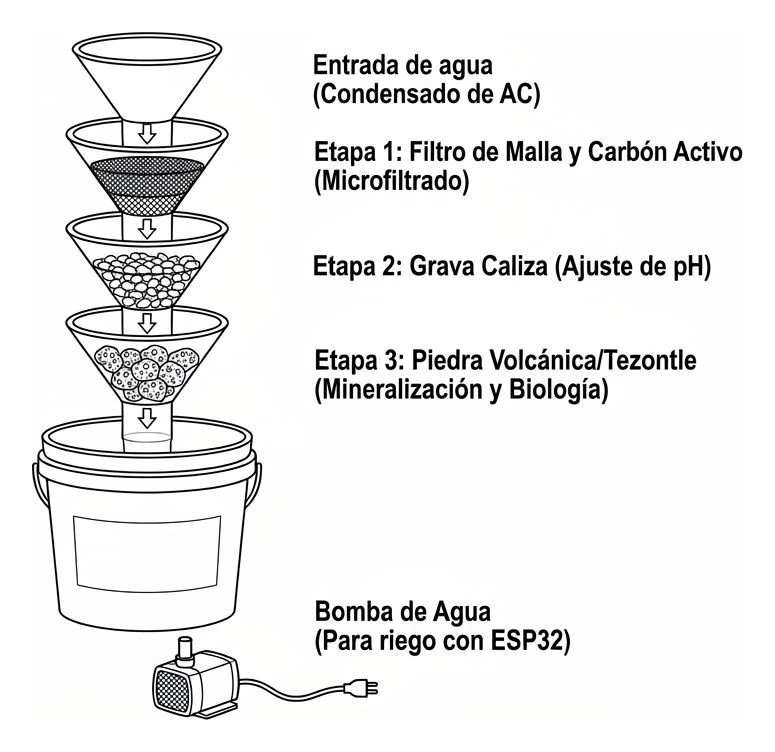 Entrada de agua
(Condensado de AC)
Etapa 1: Filtro de Malla y Carbón Activo
(Microfiltrado)
Etapa 2: Grava Caliza (Ajuste de pH)
Etapa 3: Piedra Volcánica/Tezontle
(Mineralización y Biología)
Bomba de Agua
(Para riego con ESP32)